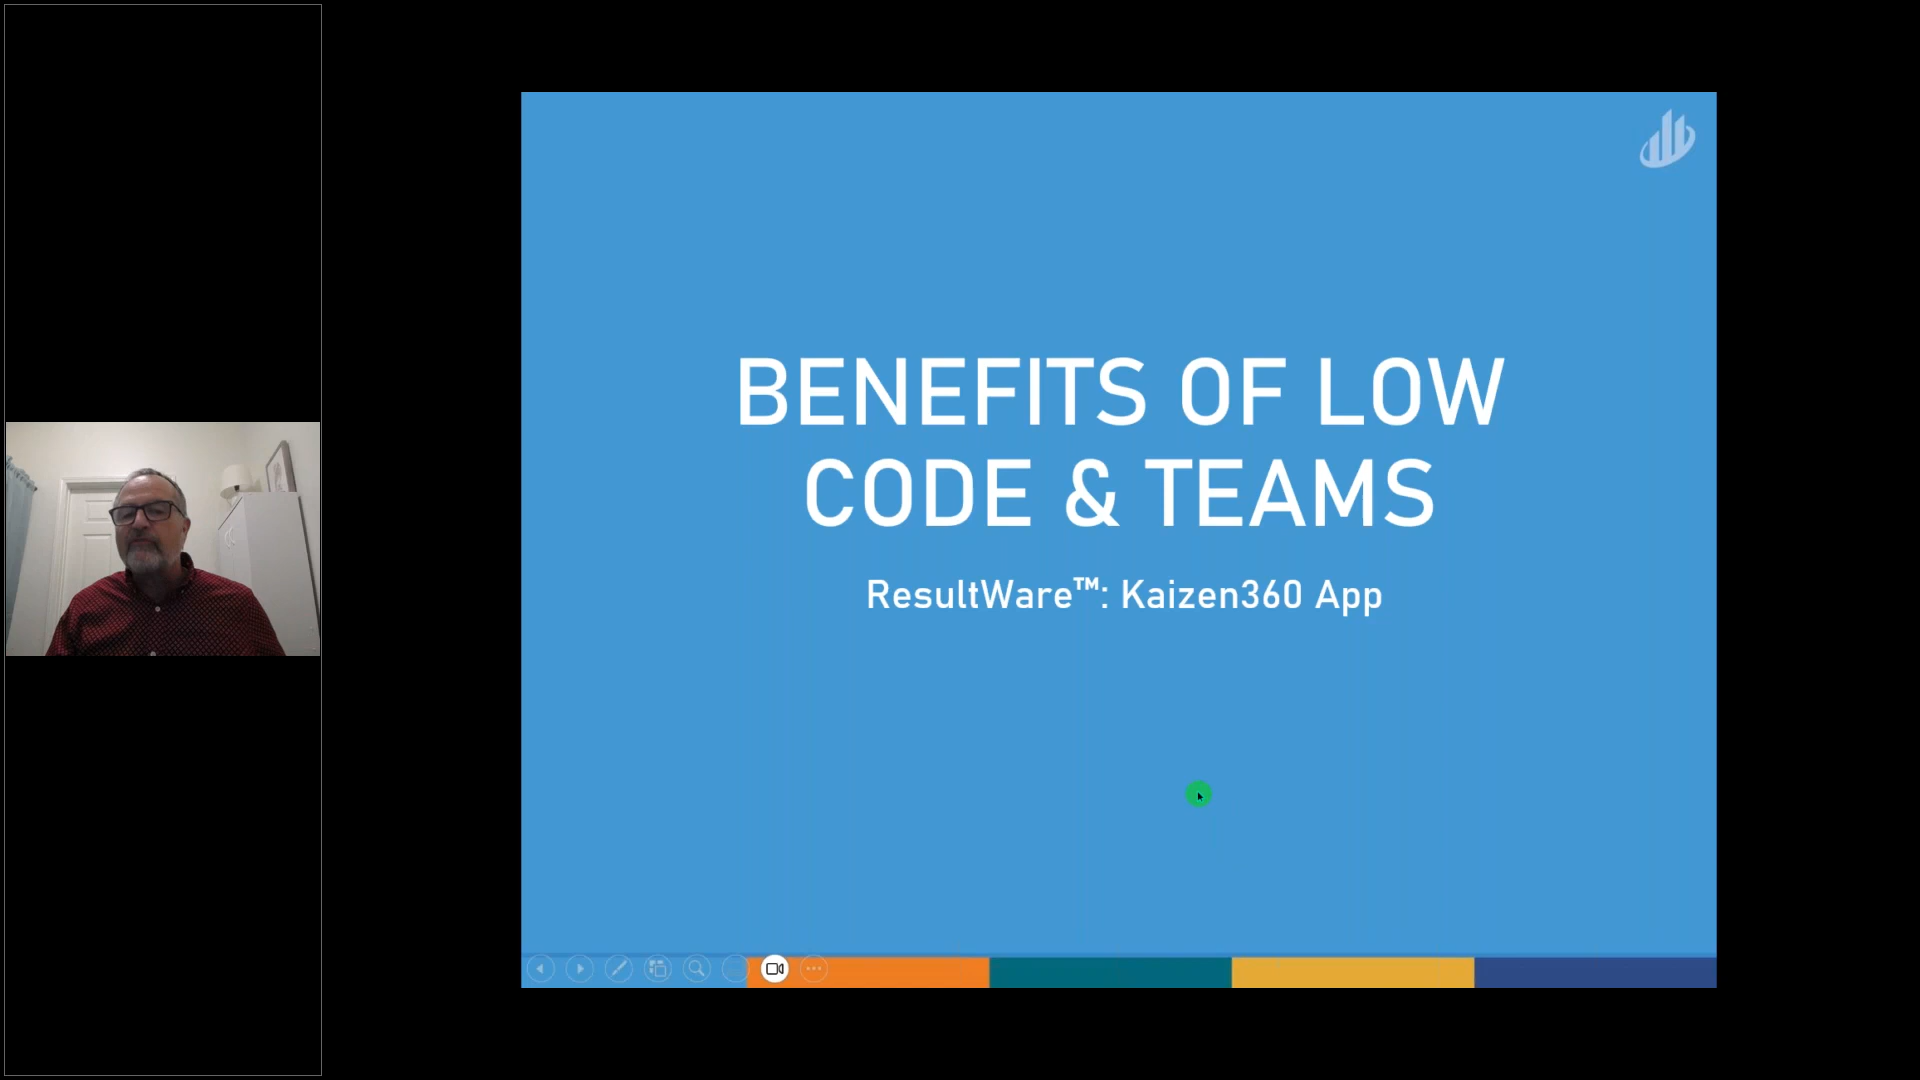 BENEFITS OF LOW
CODE & TEAMS
ResultWare™: Kaizen360 App